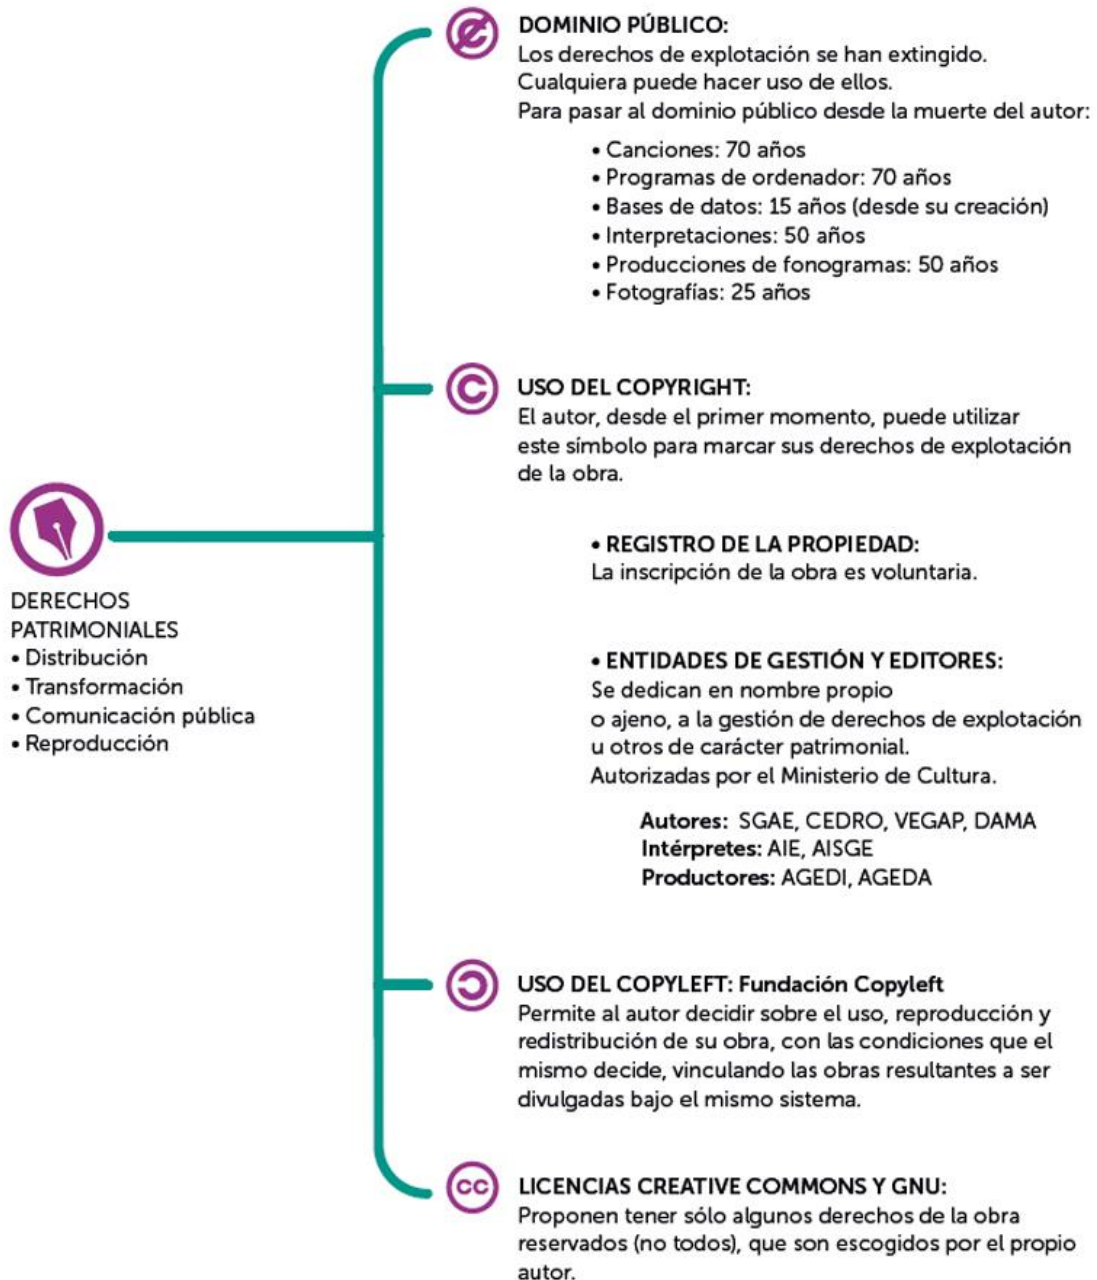 DOMINIO PÚBLICO:
Los derechos de explotación se han extinguido.
Cualquiera puede hacer uso de ellos.
Para pasar al dominio público desde la muerte del autor:
• Canciones: 70 años
• Programas de ordenador: 70 años
• Bases de datos: 15 años (desde su creación)
• Interpretaciones: 50 años
• Producciones de fonogramas: 50 años
• Fotografías: 25 años
USO DEL COPYRIGHT:
El autor, desde el primer momento, puede utilizar
este símbolo para marcar sus derechos de explotación
de la obra.
• REGISTRO DE LA PROPIEDAD:
La inscripción de la obra es voluntaria.
DERECHOS
PATRIMONIALES
• Distribución
• Transformación
• Comunicación pública
• Reproducción
• ENTIDADES DE GESTIÓN Y EDITORES:
Se dedican en nombre propio
o ajeno, a la gestión de derechos de explotación
u otros de carácter patrimonial.
Autorizadas por el Ministerio de Cultura.
Autores: SGAE, CEDRO, VEGAP, DAMA
Intérpretes: AIE, AISGE
Productores: AGEDI, AGEDA
USO DEL COPYLEFT: Fundación Copyleft
Permite al autor decidir sobre el uso, reproducción y
redistribución de su obra, con las condiciones que el
mismo decide, vinculando las obras resultantes a ser
divulgadas bajo el mismo sistema.
cc
LICENCIAS CREATIVE COMMONS Y GNU:
Proponen tener sólo algunos derechos de la obra
reservados (no todos), que son escogidos por el propio
autor.